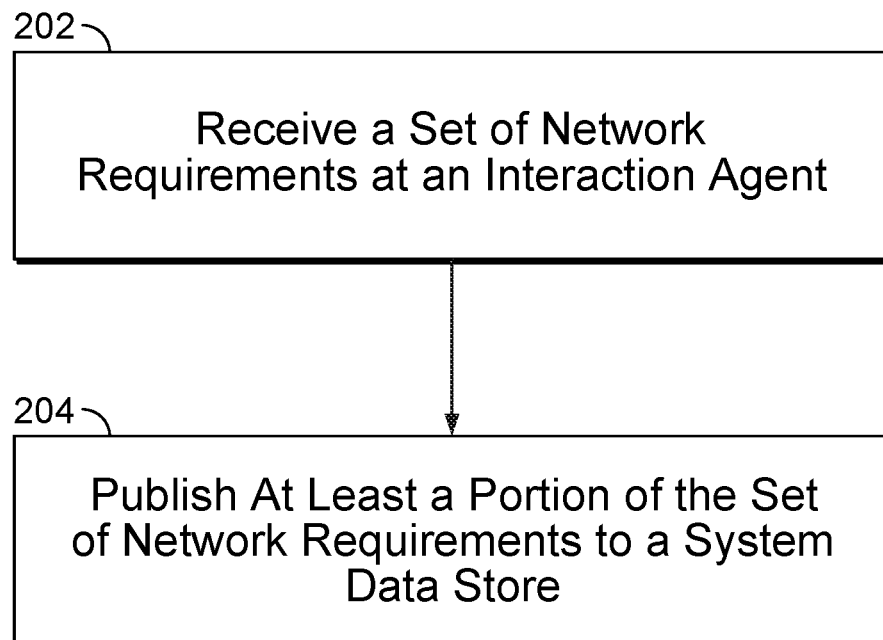 202
Receive a Set of Network
Requirements at an Interaction Agent
204
Publish At Least a Portion of the Set
of Network Requirements to a System
Data Store